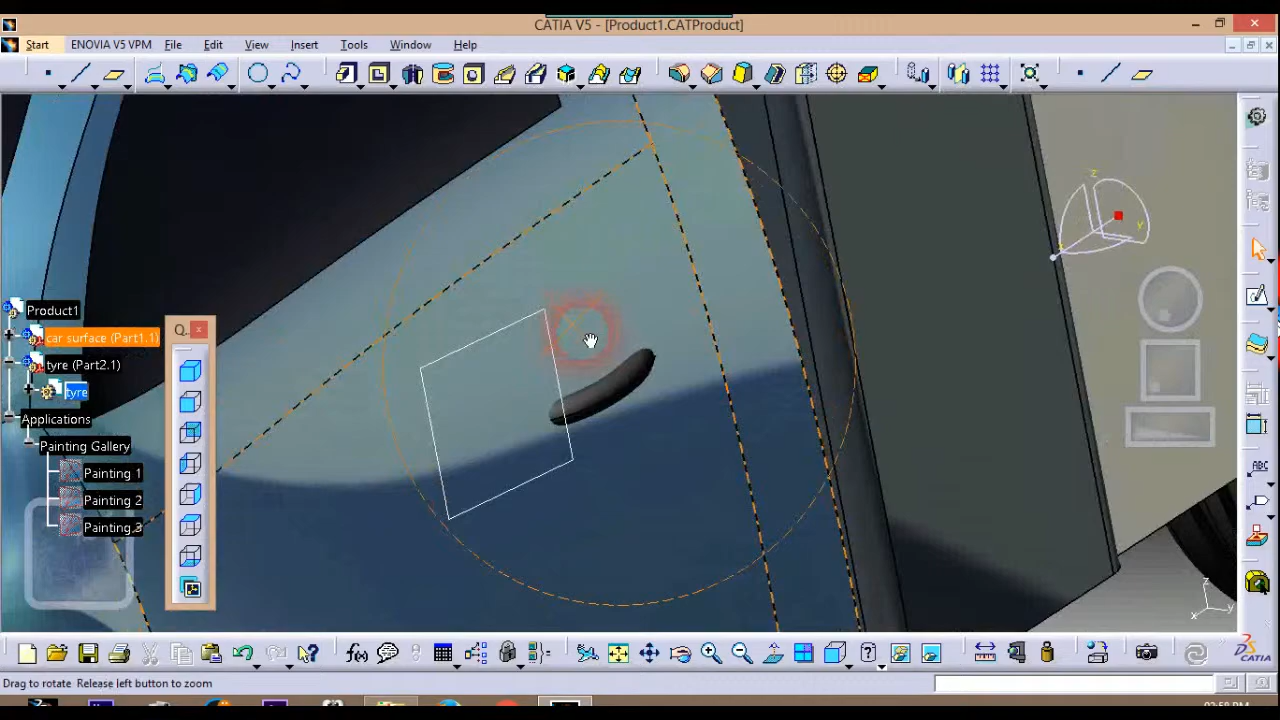 CATIA V5 - [Product1.CATProduct]
Start ENOVIA V5 VPM File Edit View Insert Tools Window Help
z
y
Product1
Q..
car surface (Part1.1)
tyre (Part2.1)
tyre
Applications
Painting Gallery
Painting 1
Painting 2
Painting 3
ABC
z
x y
f(x)
CATIA
Drag to rotate Release left button to zoom